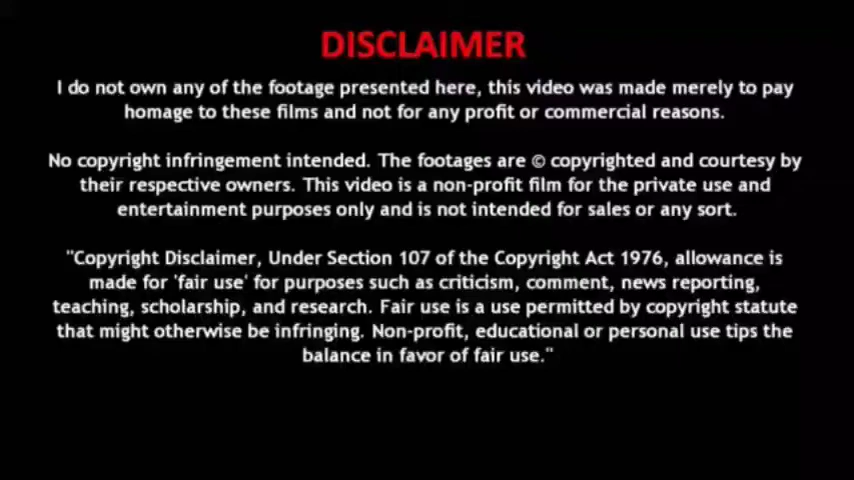 DISCLAIMER
I do not own any of the footage presented here, this video was made merely to pay
homage to these films and not for any profit or commercial reasons.
No copyright infringement intended. The footages are © copyrighted and courtesy by
their respective owners. This video is a non-profit film for the private use and
entertainment purposes only and is not intended for sales or any sort.
"Copyright Disclaimer, Under Section 107 of the Copyright Act 1976, allowance is
made for 'fair use' for purposes such as criticism, comment, news reporting,
teaching, scholarship, and research. Fair use is a use permitted by copyright statute
that might otherwise be infringing. Non-profit, educational or personal use tips the
balance in favor of fair use."